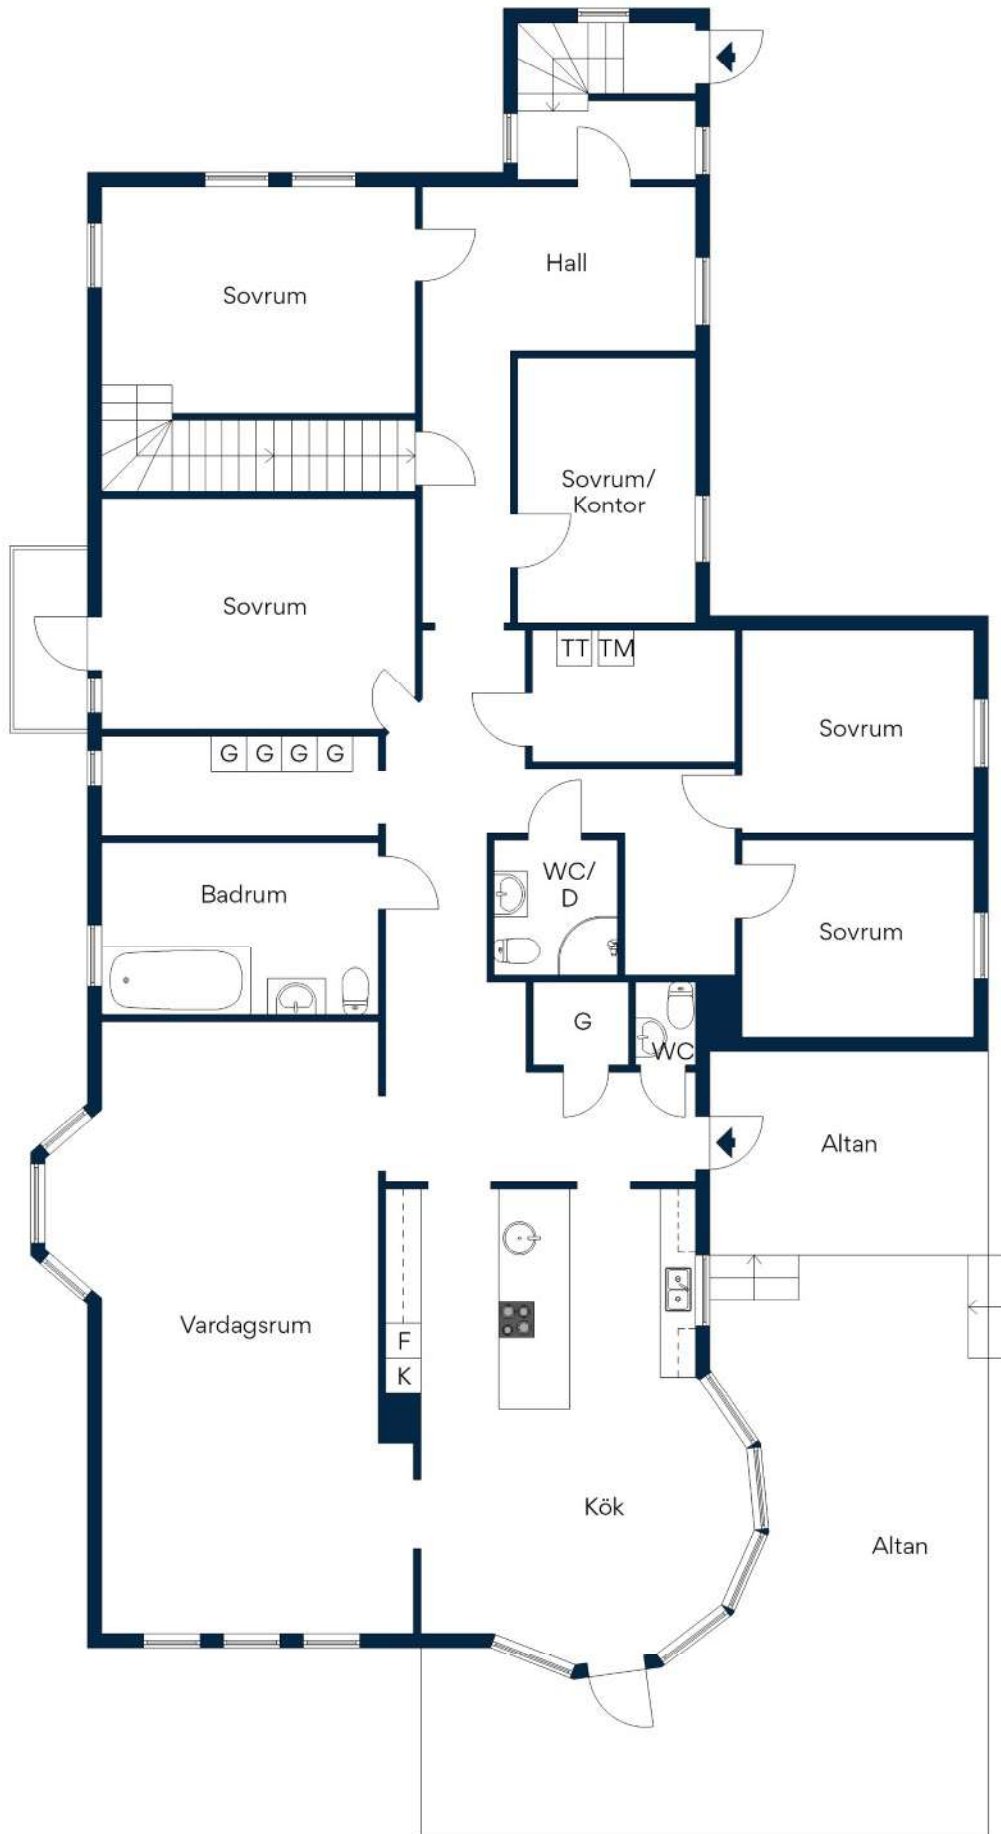 Hall
Sovrum
Sovrum/
Kontor
Sovrum
TT TM
Sovrum
G G G G
WC/
D
Badrum
Sovrum
G
WC
Altan
Vardagsrum
F
K
Kök
Altan